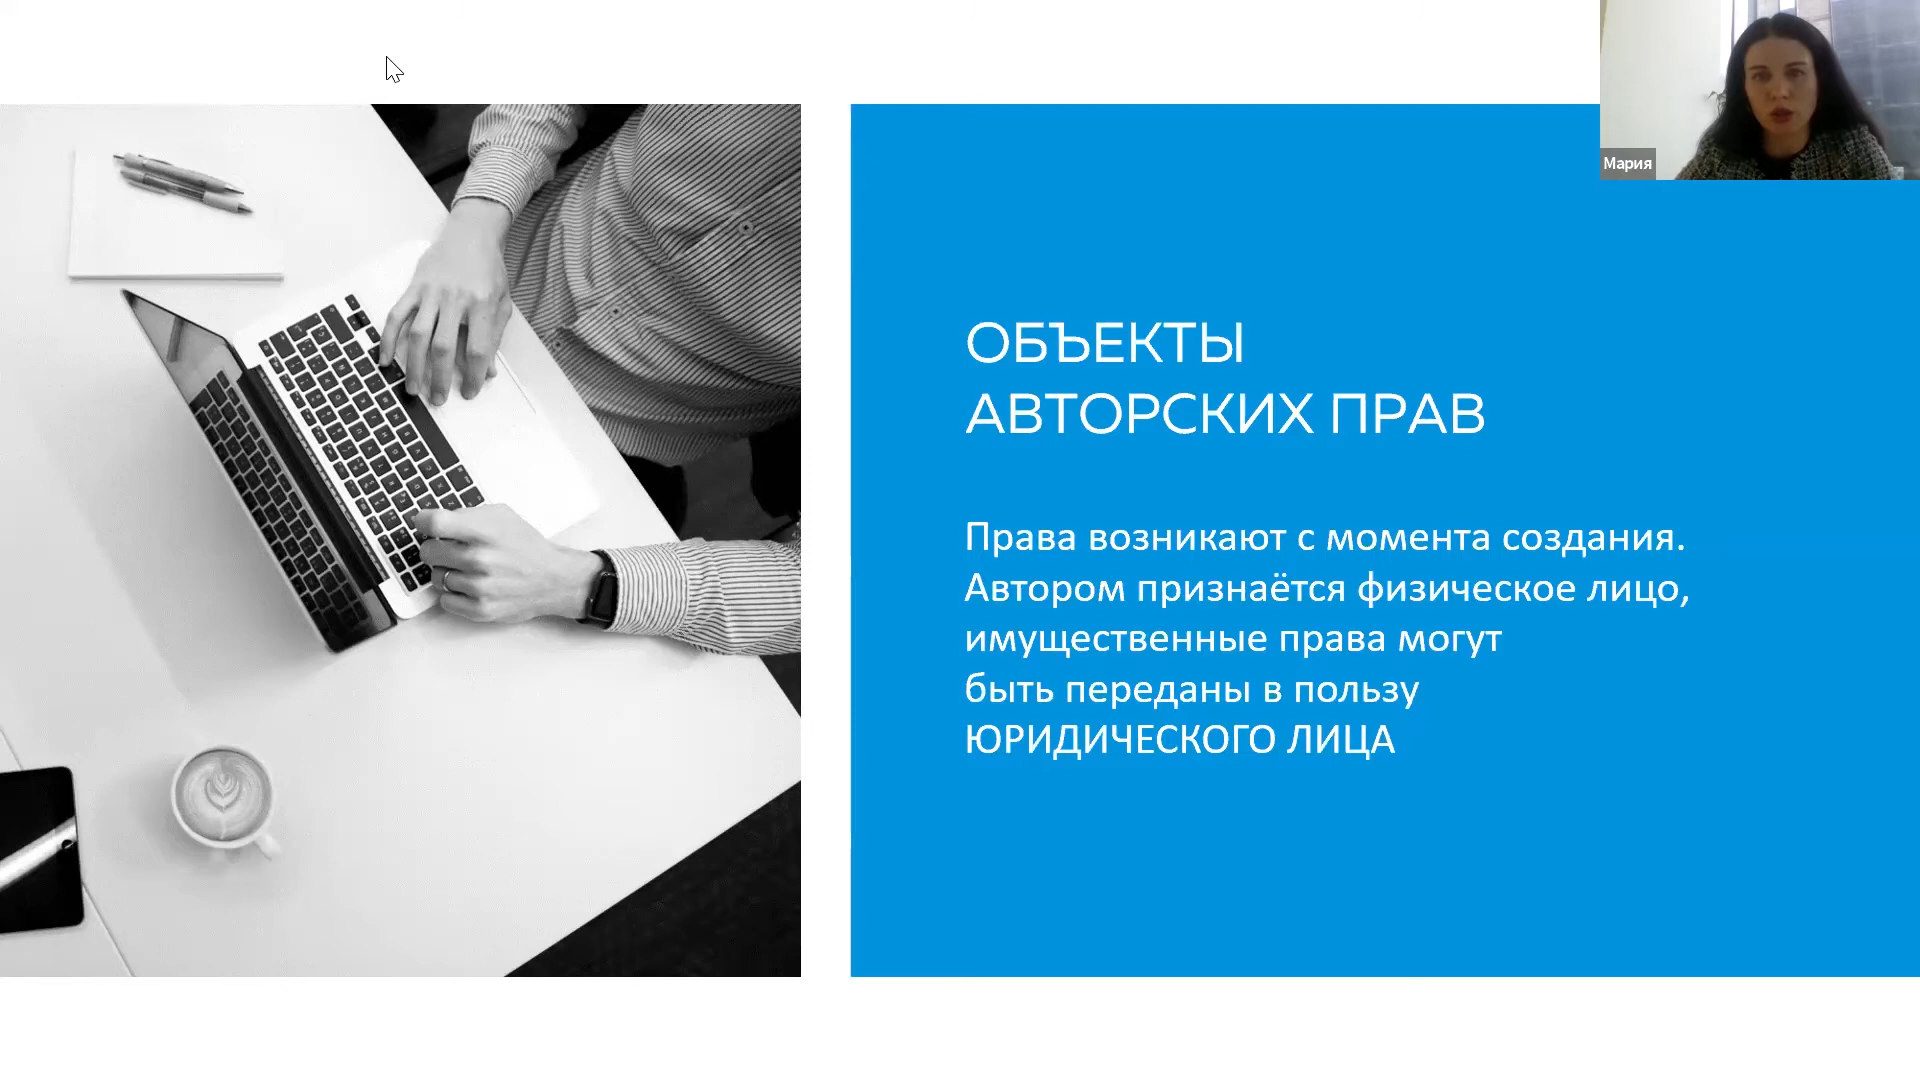 Мария
ОБЪЕКТЫ
АВТОРСКИХ ПРАВ
Права возникают с момента создания.
Автором признаётся физическое лицо,
имущественные права могут
быть переданы в пользу
ЮРИДИЧЕСКОГО ЛИЦА